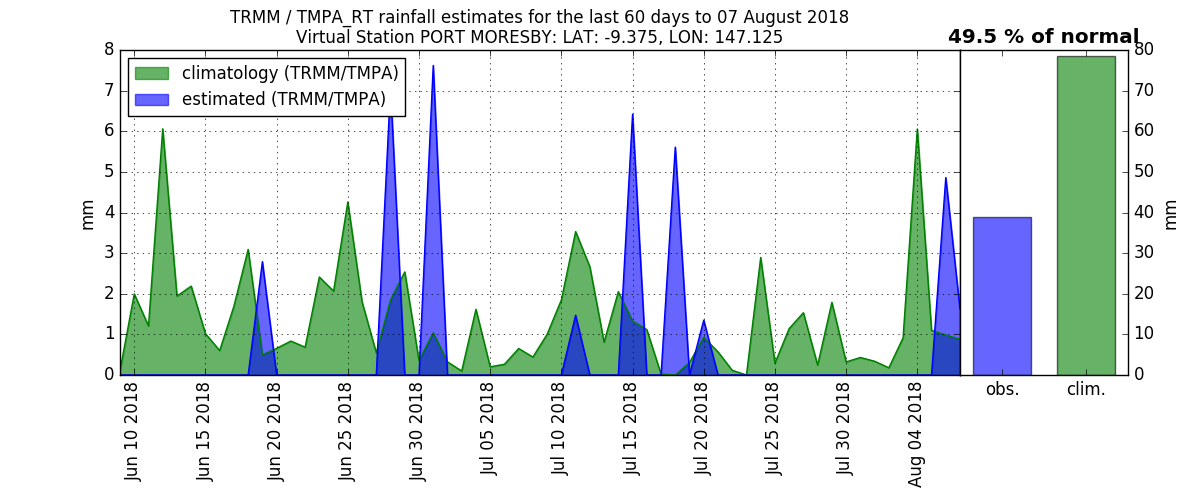 TRMM / TMPA_RT rainfall estimates for the last 60 days to 07 August 2018
Virtual Station PORT MORESBY: LAT: -9.375, LON: 147.125
49.5 % of normal
climatology (TRMM/TMPA)
estimated (TRMM/TMPA)
8
7
6
5
4
3
2
1
0
mm
Jun 10 2018
Jun 15 2018
Jun 20 2018
Jun 25 2018
Jun 30 2018
Jul 05 2018
Jul 10 2018
Jul 15 2018
Jul 20 2018
Jul 25 2018
Jul 30 2018
Aug 04 2018
obs.
clim.
80
70
60
50
40
30
20
10
0
mm